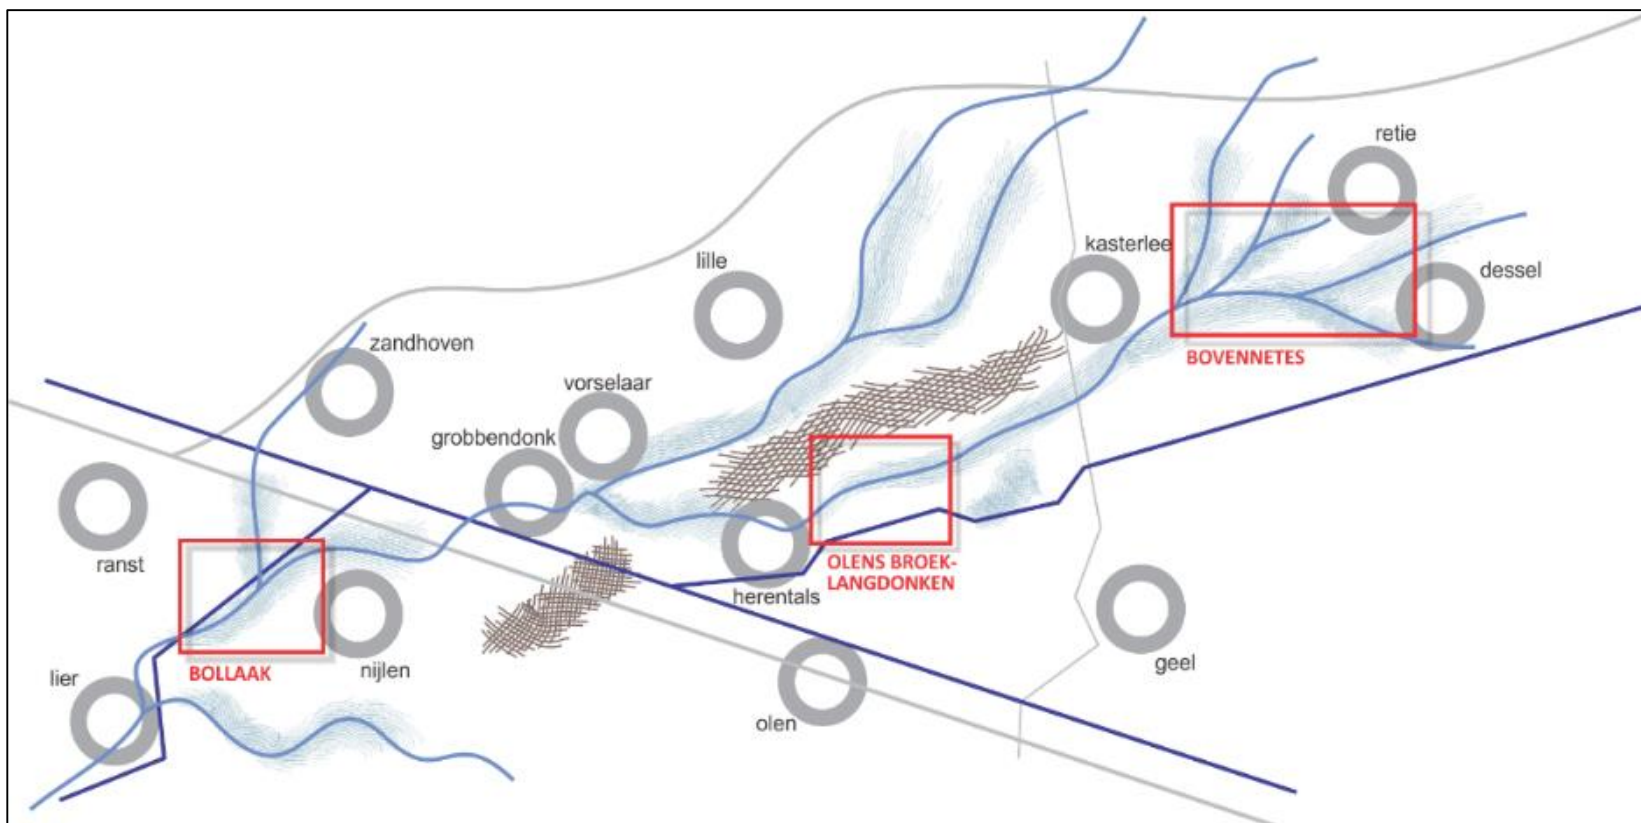 retie
kasterlee
lille
dessel
zandhoven
BOVENNETES
vorselaar
grobbendonk
ranst
OLENS BROEK-
LANGDONKEN
herentals
nijlen
geel
BOLLAAK
lier
olen